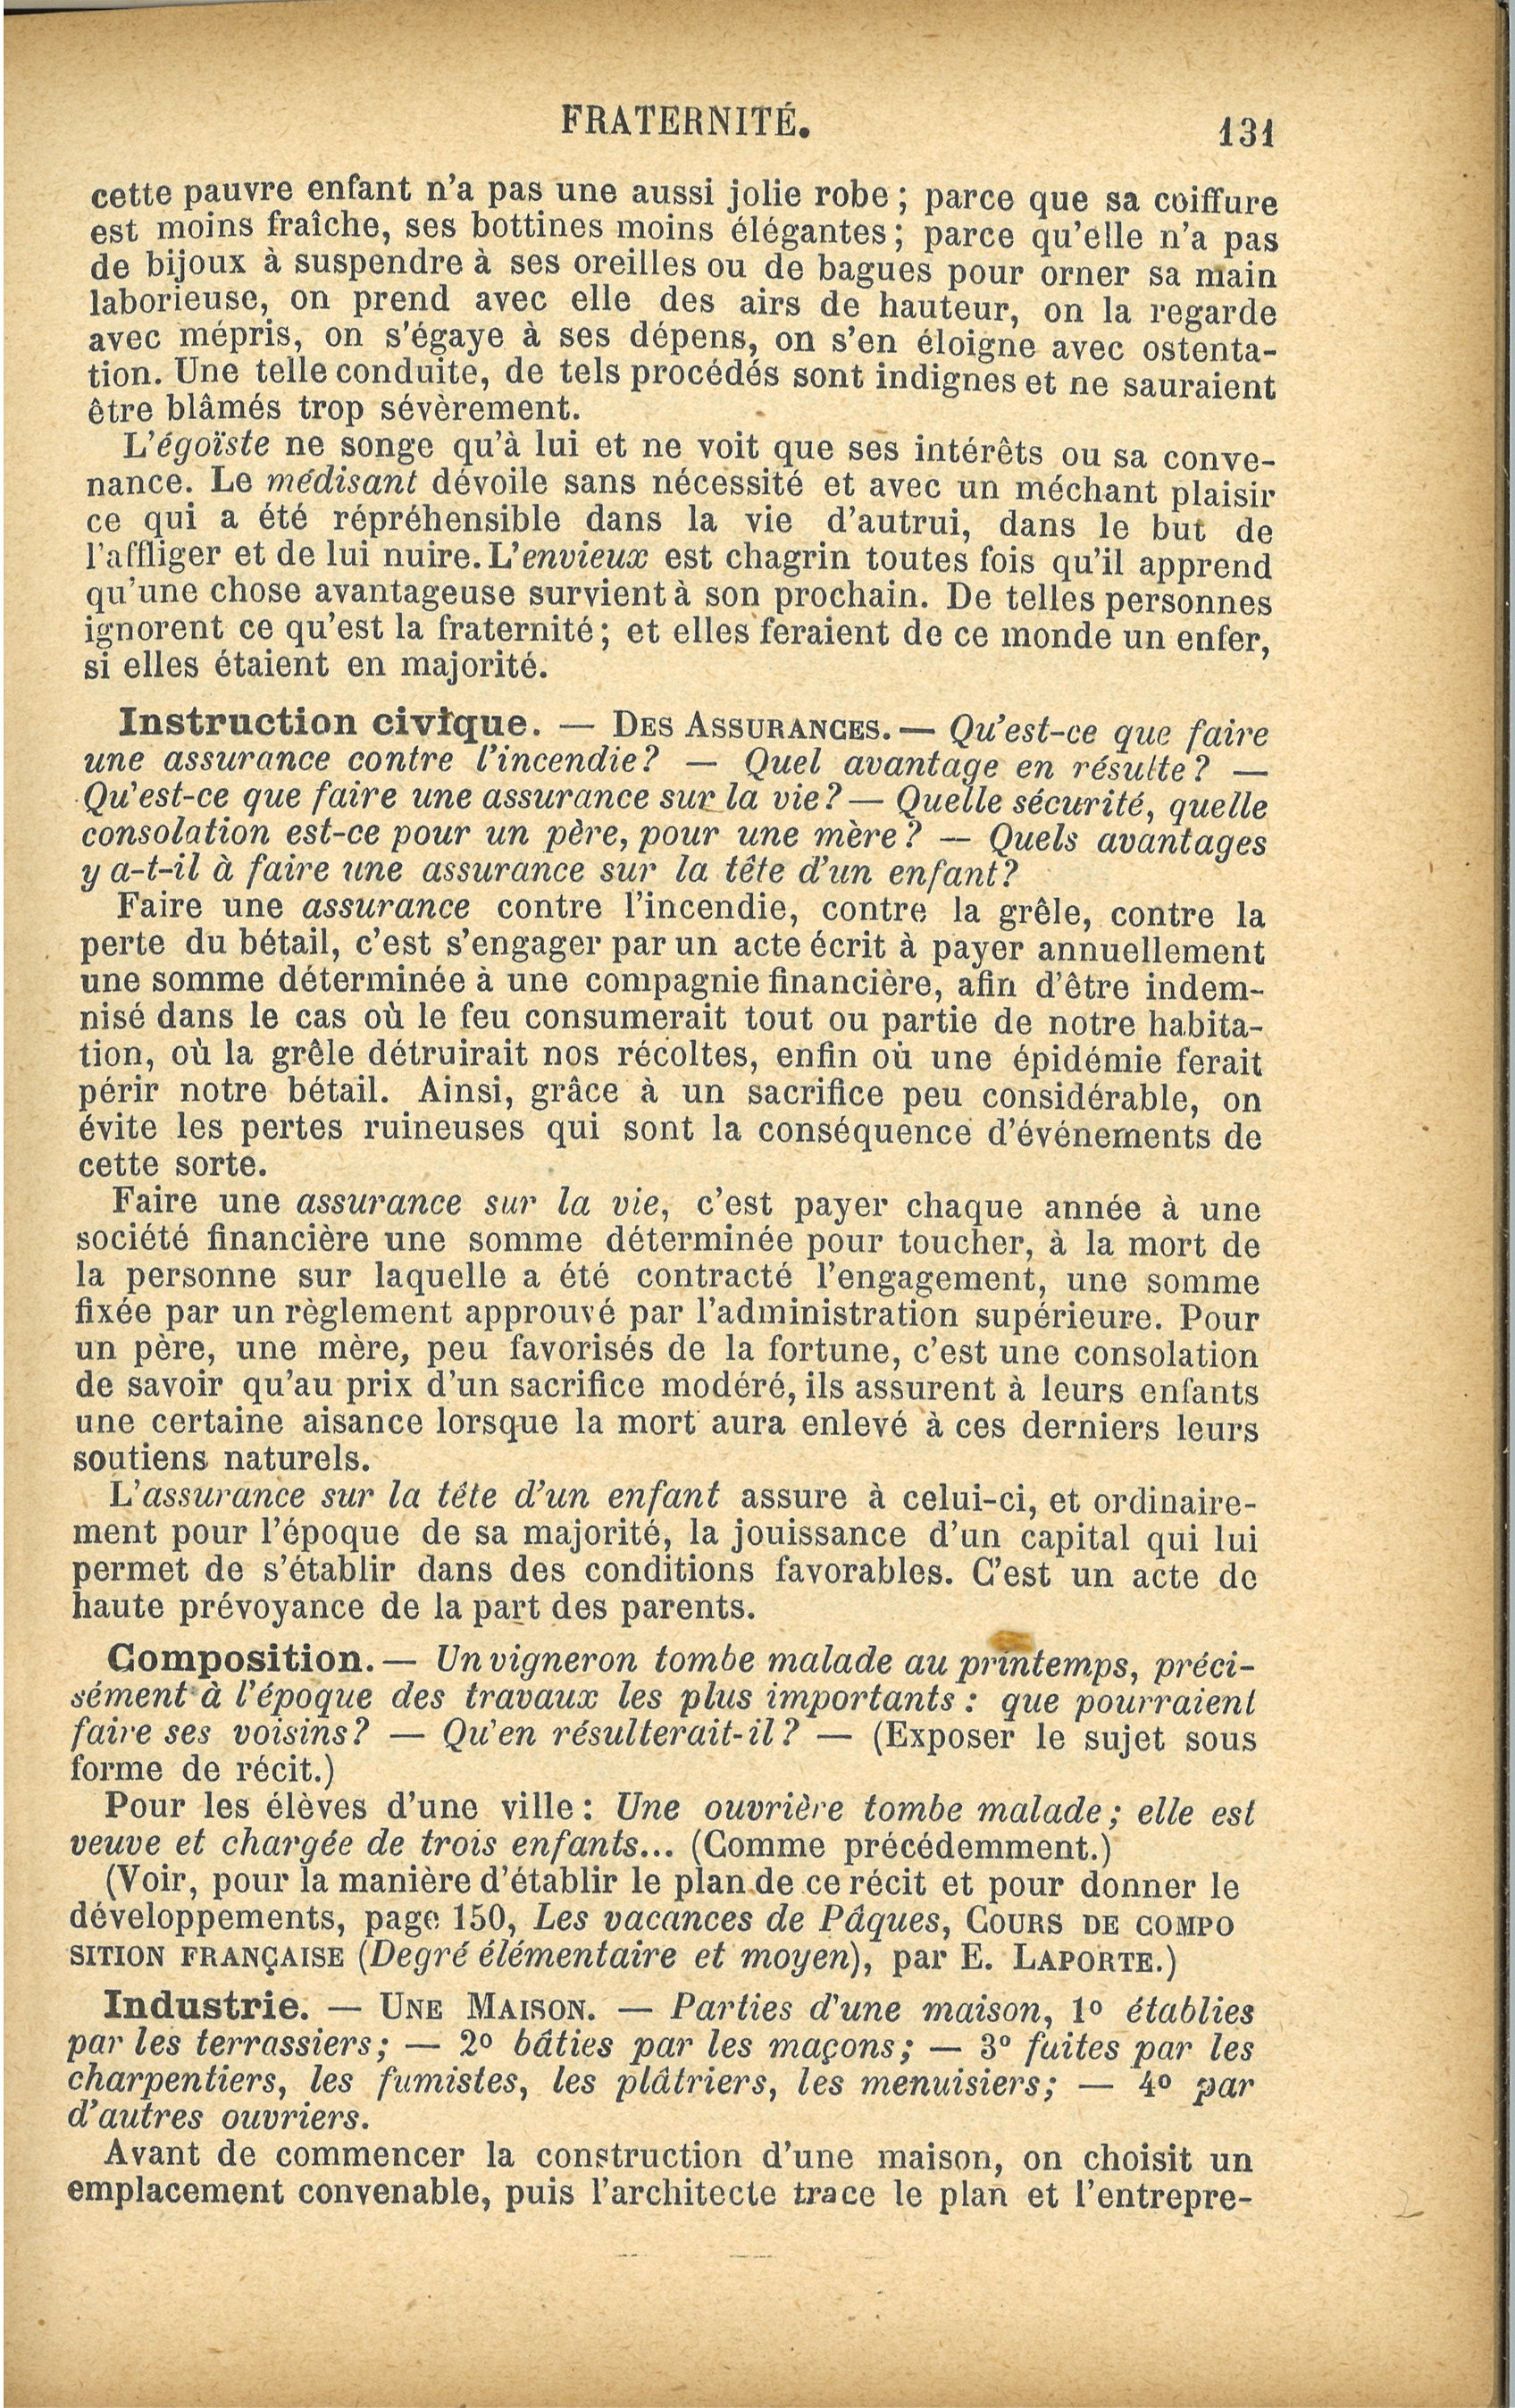 FRATERNITÉ.
131
cette pauvre enfant n'a pas une aussi jolie robe ; parce que sa coiffure
est moins fraîche, ses bottines moins élégantes ; parce qu'elle n'a pas
de bijoux à suspendre à ses oreilles ou de bagues pour orner sa main
laborieuse, on prend avec elle des airs de hauteur, on la regarde
avec mépris, on s'égaye à ses dépens, on s'en éloigne avec ostenta-
tion. Une telle conduite, de tels procédés sont indignes et ne sauraient
être blâmés trop sévèrement.
L'égoïste ne songe qu'à lui et ne voit que ses intérêts ou sa conve-
nance. Le médisant dévoile sans nécessité et avec un méchant plaisir
ce qui a été répréhensible dans la vie d'autrui, dans le but de
l'affliger et de lui nuire. L'envieux est chagrin toutes fois qu'il apprend
qu'une chose avantageuse survient à son prochain. De telles personnes
ignorent ce qu'est la fraternité ; et elles feraient de ce monde un enfer,
si elles étaient en majorité.
Instruction civique. — DES ASSURANCES. — Qu'est-ce que faire
une assurance contre l'incendie? — Quel avantage en résulte? —
Qu'est-ce que faire une assurance sur la vie? — Quelle sécurité, quelle
consolation est-ce pour un père, pour une mère? — Quels avantages
y a-t-il à faire une assurance sur la tête d'un enfant?
Faire une assurance contre l'incendie, contre la grêle, contre la
perte du bétail, c'est s'engager par un acte écrit à payer annuellement
une somme déterminée à une compagnie financière, afin d'être indem-
nisé dans le cas où le feu consumerait tout ou partie de notre habita-
tion, où la grêle détruirait nos récoltes, enfin où une épidémie ferait
périr notre bétail. Ainsi, grâce à un sacrifice peu considérable, on
évite les pertes ruineuses qui sont la conséquence d'événements de
cette sorte.
Faire une assurance sur la vie, c'est payer chaque année à une
société financière une somme déterminée pour toucher, à la mort de
la personne sur laquelle a été contracté l'engagement, une somme
fixée par un règlement approuvé par l'administration supérieure. Pour
un père, une mère, peu favorisés de la fortune, c'est une consolation
de savoir qu'au prix d'un sacrifice modéré, ils assurent à leurs enfants
une certaine aisance lorsque la mort aura enlevé à ces derniers leurs
soutiens naturels.
L'assurance sur la tête d'un enfant assure à celui-ci, et ordinaire-
ment pour l'époque de sa majorité, la jouissance d'un capital qui lui
permet de s'établir dans des conditions favorables. C'est un acte de
haute prévoyance de la part des parents.
Composition. — Un vigneron tombe malade au printemps, préci-
sément à l'époque des travaux les plus importants : que pourraient
faire ses voisins? — Qu'en résulterait-il? — (Exposer le sujet sous
forme de récit.)
Pour les élèves d'une ville : Une ouvrière tombe malade ; elle est
veuve et chargée de trois enfants... (Comme précédemment.)
(Voir, pour la manière d'établir le plan de ce récit et pour donner le
développements, page 150, Les vacances de Pâques, COURS DE COMPO
SITION FRANÇAISE (Degré élémentaire et moyen), par E. LAPORTE.)
Industrie. — UNE MAISON. — Parties d'une maison, 1º établies
par les terrassiers ; — 2º bâties par les maçons ; — 3º faites par les
charpentiers, les fumistes, les plâtriers, les menuisiers ; — 4º par
d'autres ouvriers.
Avant de commencer la construction d'une maison, on choisit un
emplacement convenable, puis l'architecte trace le plan et l'entrepre-